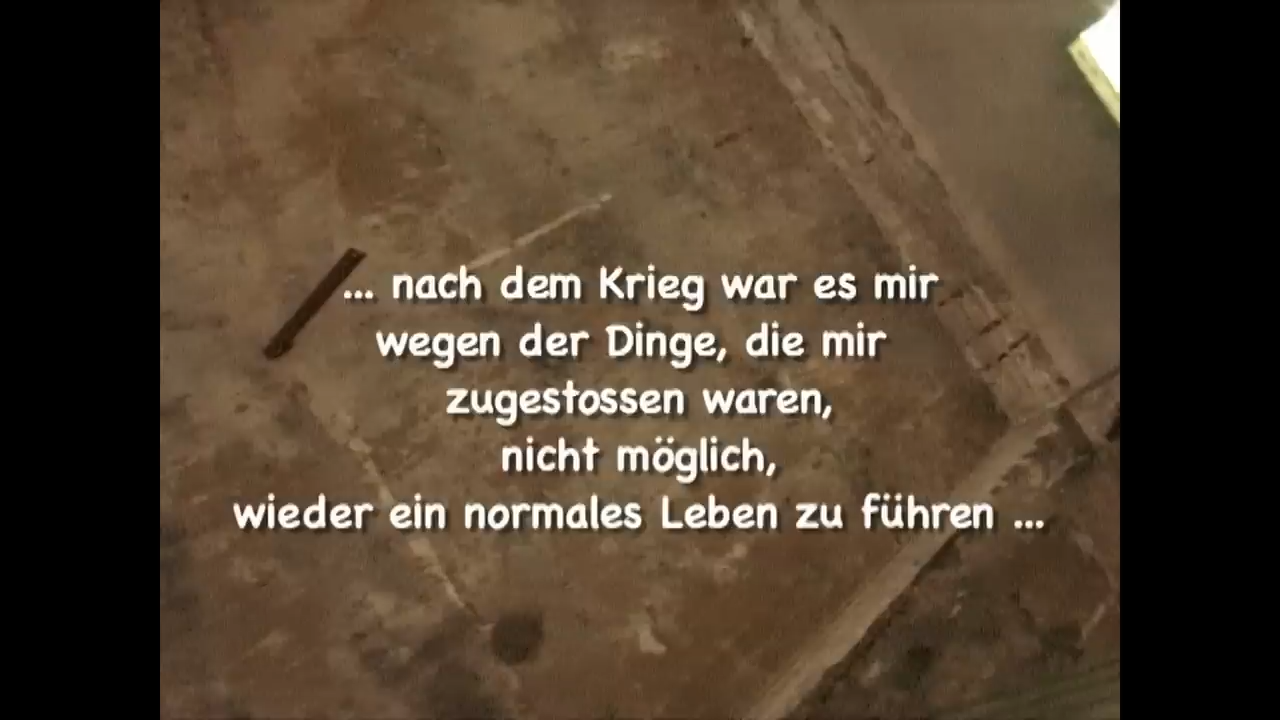 ... nach dem Krieg war es mir
wegen der Dinge, die mir
zugestossen waren,
nicht möglich,
wieder ein normales Leben zu führen ...